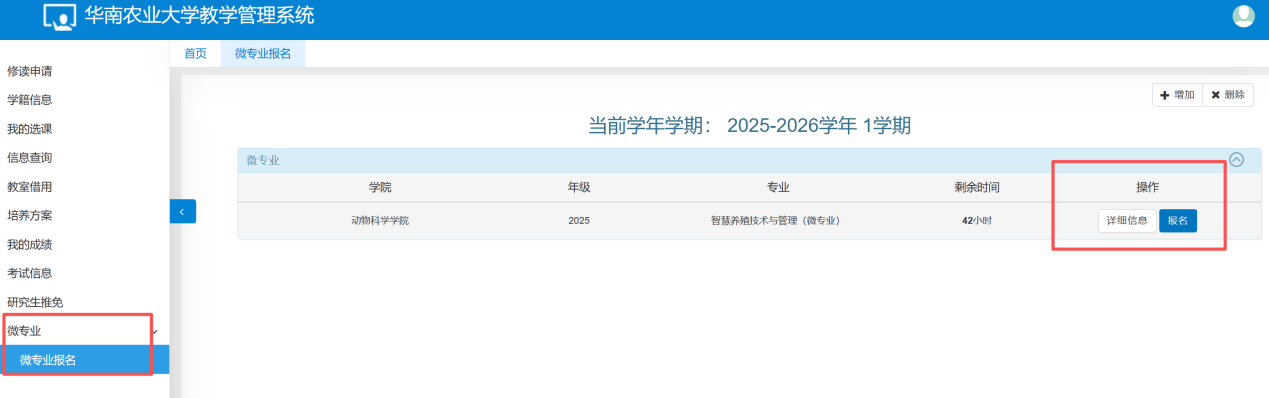 华南农业大学教学管理系统
首页 微专业报名
修读申请
学籍信息
我的选课
信息查询
教室借用
培养方案
我的成绩
考试信息
研究生推免
微专业
微专业报名
增加 删除
当前学年学期： 2025-2026学年 1学期
微专业
学院 年级 专业 剩余时间 操作
动物科学学院 2025 智慧养殖技术与管理（微专业） 42小时 详细信息 报名